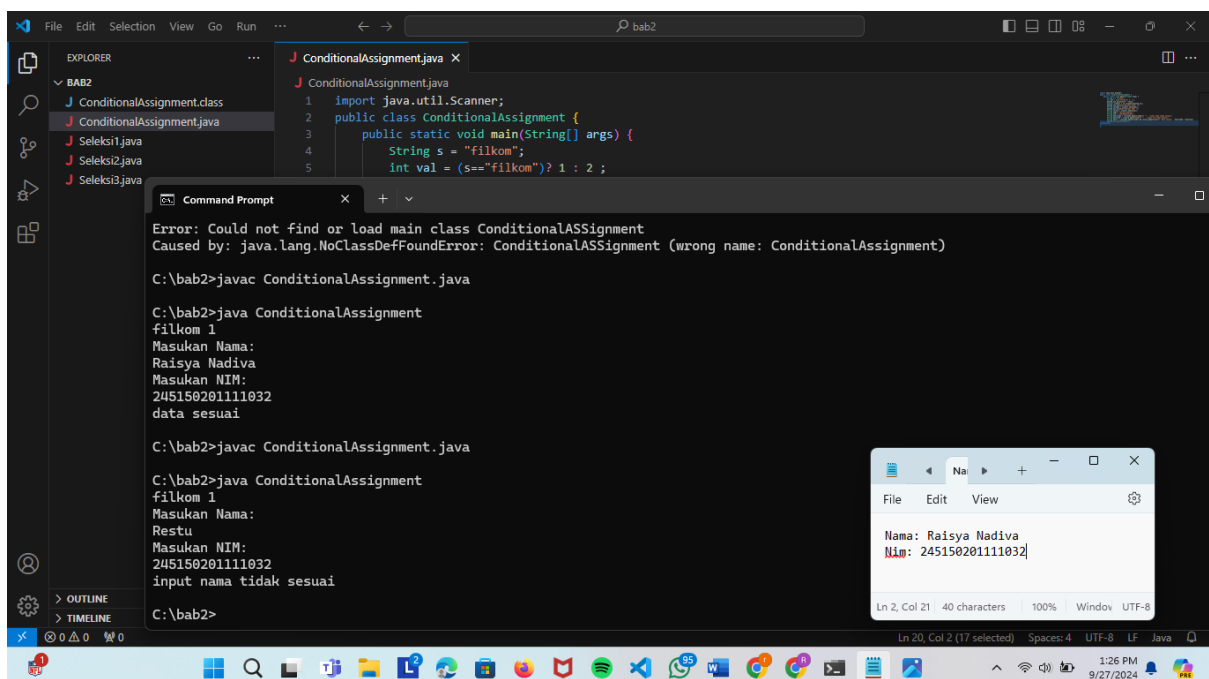 File Edit Selection View Go Run ··· bab2
EXPLORER ···
BAB2
ConditionalAssignment.class
ConditionalAssignment.java
Seleksi1.java
Seleksi2.java
Seleksi3.java
OUTLINE
TIMELINE
J ConditionalAssignment.java
J ConditionalAssignment.java
1 import java.util.Scanner;
2 public class ConditionalAssignment {
3 public static void main(String[] args) {
4 String s = "filkom";
5 int val = (s=="filkom")? 1 : 2 ;
Command Prompt
Error: Could not find or load main class ConditionalASSignment
Caused by: java.lang.NoClassDefFoundError: ConditionalASSignment (wrong name: ConditionalAssignment)
C:\bab2>javac ConditionalAssignment.java
C:\bab2>java ConditionalAssignment
filkom 1
Masukan Nama:
Raisya Nadiva
Masukan NIM:
245150201111032
data sesuai
C:\bab2>javac ConditionalAssignment.java
C:\bab2>java ConditionalAssignment
filkom 1
Masukan Nama:
Restu
Masukan NIM:
245150201111032
input nama tidak sesuai
C:\bab2>
Nai
File Edit View
Nama: Raisya Nadiva
Nim: 245150201111032
Ln 2, Col 21 40 characters 100% Window UTF-8
0 0 0 Ln 20, Col 2 (17 selected) Spaces: 4 UTF-8 LF Java
1:26 PM
9/27/2024